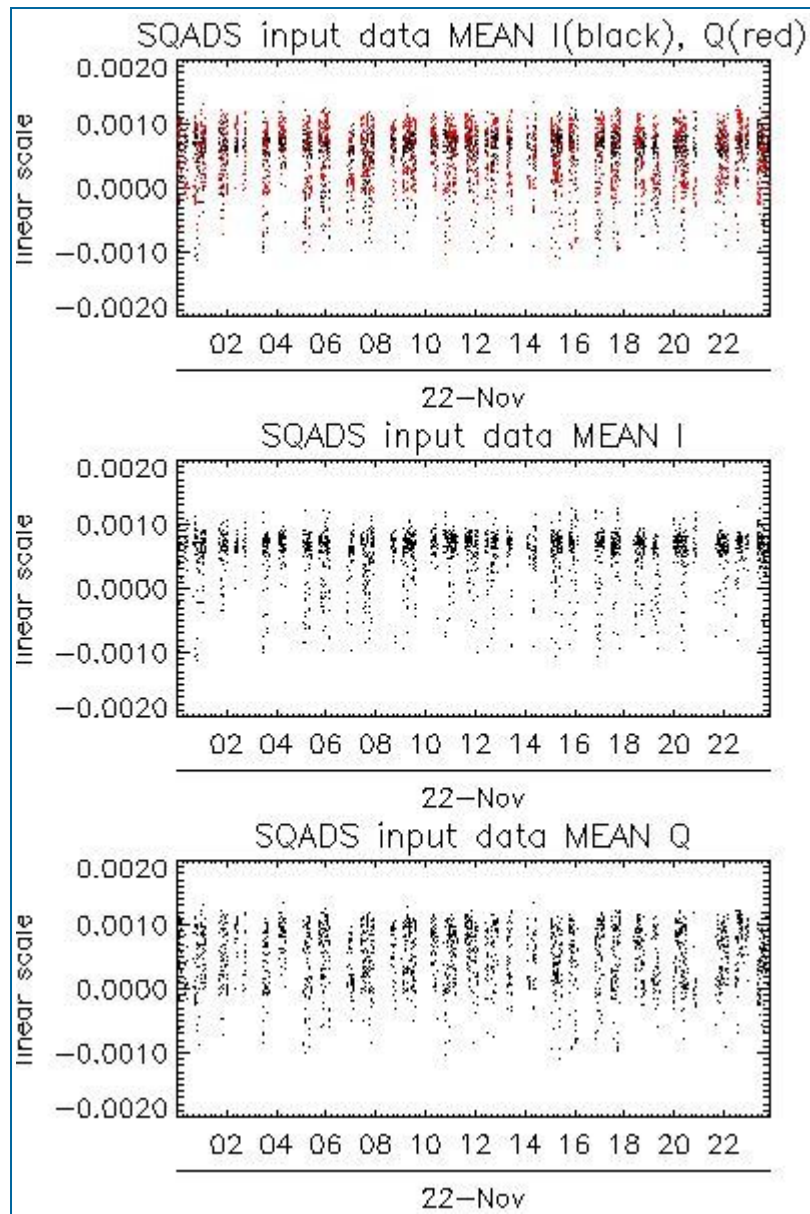 SQADS input data MEAN I(black), Q(red)
0.0020
0.0010
0.0000
−0.0010
−0.0020
linear scale
02 04 06 08 10 12 14 16 18 20 22
22−Nov
SQADS input data MEAN I
0.0020
0.0010
0.0000
−0.0010
−0.0020
linear scale
02 04 06 08 10 12 14 16 18 20 22
22−Nov
SQADS input data MEAN Q
0.0020
0.0010
0.0000
−0.0010
−0.0020
linear scale
02 04 06 08 10 12 14 16 18 20 22
22−Nov